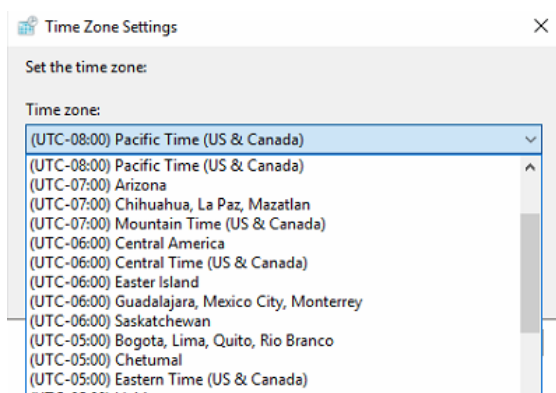 Time Zone Settings
Set the time zone:
Time zone:
(UTC-08:00) Pacific Time (US & Canada)
(UTC-08:00) Pacific Time (US & Canada)
(UTC-07:00) Arizona
(UTC-07:00) Chihuahua, La Paz, Mazatlan
(UTC-07:00) Mountain Time (US & Canada)
(UTC-06:00) Central America
(UTC-06:00) Central Time (US & Canada)
(UTC-06:00) Easter Island
(UTC-06:00) Guadalajara, Mexico City, Monterrey
(UTC-06:00) Saskatchewan
(UTC-05:00) Bogota, Lima, Quito, Rio Branco
(UTC-05:00) Chetumal
(UTC-05:00) Eastern Time (US & Canada)